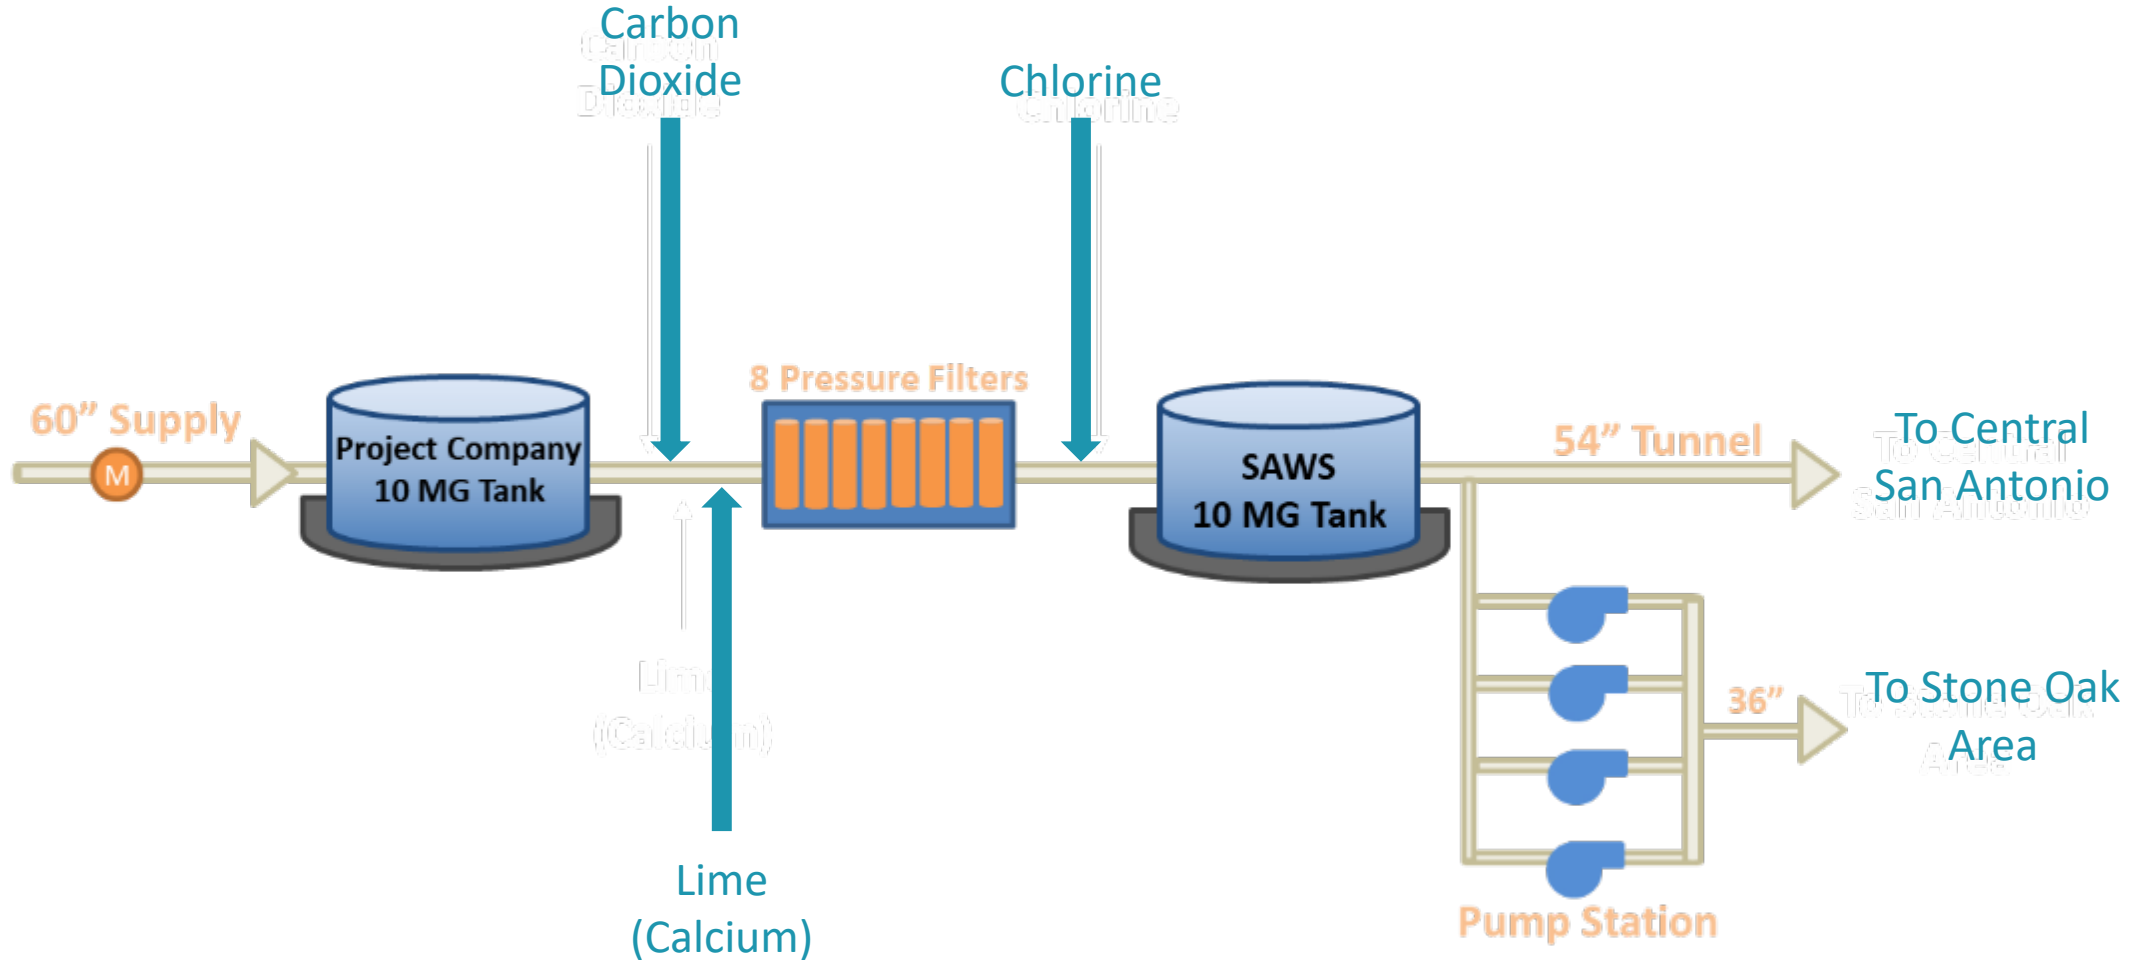 Carbon
Dioxide
Chlorine
60” Supply
M
Project Company
10 MG Tank
8 Pressure Filters
SAWS
10 MG Tank
54” Tunnel
To Central
San Antonio
36”
To Stone Oak
Area
Pump Station
Lime
(Calcium)